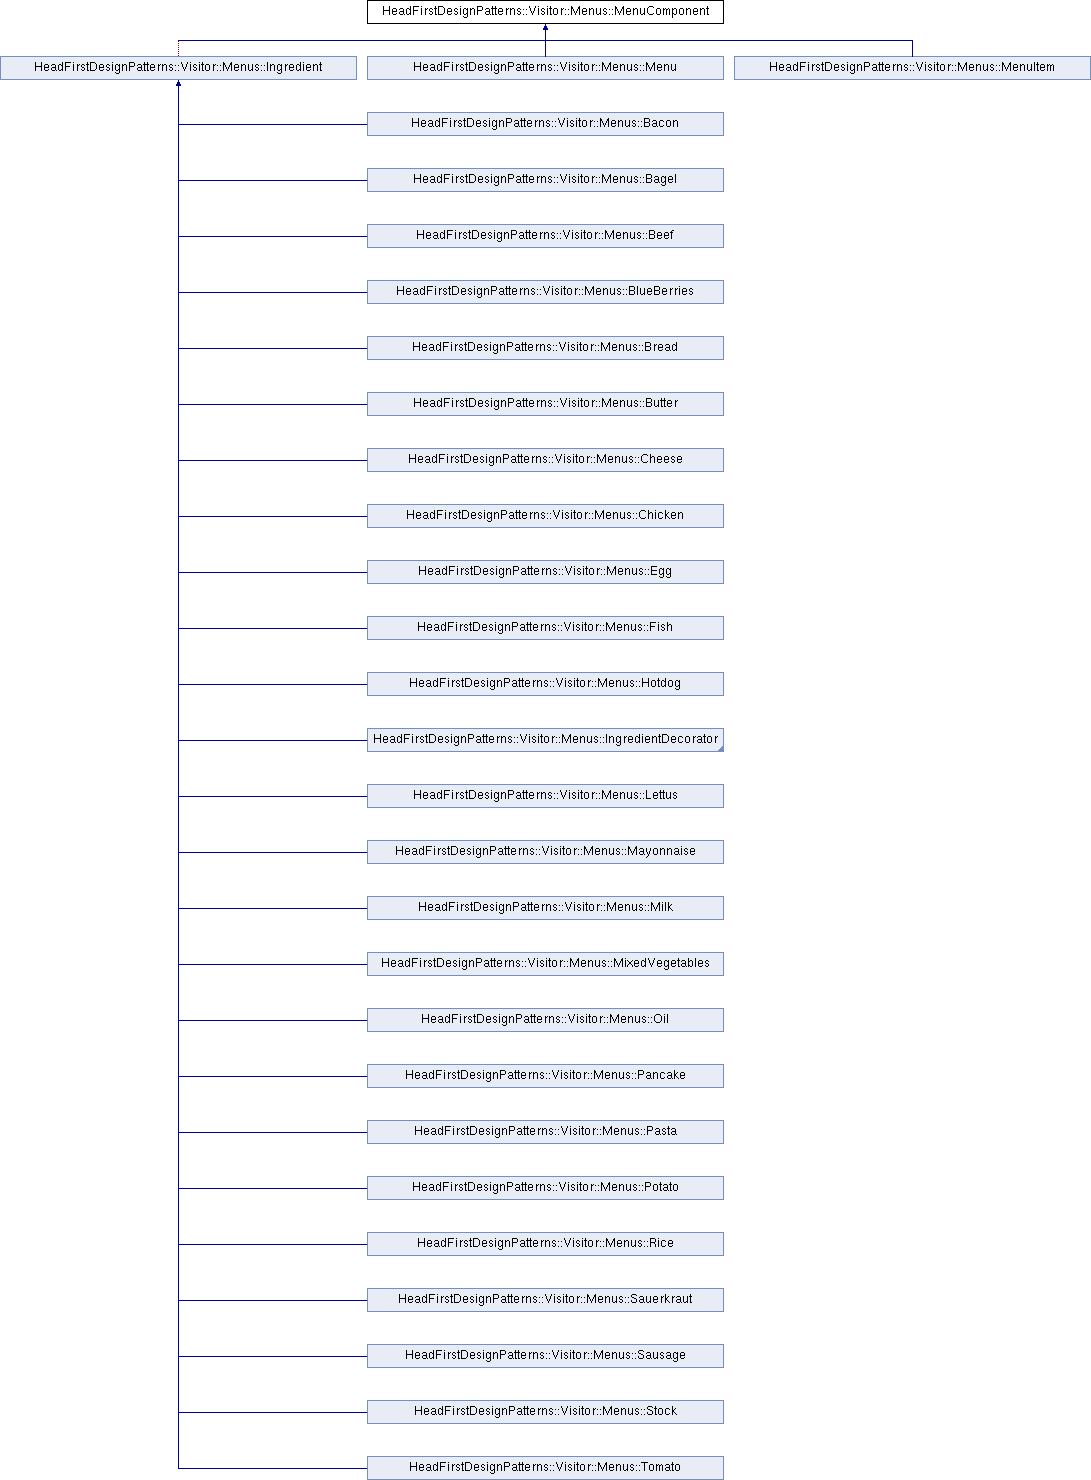 HeadFirstDesignPatterns::Visitor::Menus::MenuComponent
HeadFirstDesignPatterns::Visitor::Menus::Ingredient
HeadFirstDesignPatterns::Visitor::Menus::Menu
HeadFirstDesignPatterns::Visitor::Menus::MenuItem
HeadFirstDesignPatterns::Visitor::Menus::Bacon
HeadFirstDesignPatterns::Visitor::Menus::Bagel
HeadFirstDesignPatterns::Visitor::Menus::Beef
HeadFirstDesignPatterns::Visitor::Menus::BlueBerries
HeadFirstDesignPatterns::Visitor::Menus::Bread
HeadFirstDesignPatterns::Visitor::Menus::Butter
HeadFirstDesignPatterns::Visitor::Menus::Cheese
HeadFirstDesignPatterns::Visitor::Menus::Chicken
HeadFirstDesignPatterns::Visitor::Menus::Egg
HeadFirstDesignPatterns::Visitor::Menus::Fish
HeadFirstDesignPatterns::Visitor::Menus::Hotdog
HeadFirstDesignPatterns::Visitor::Menus::IngredientDecorator
HeadFirstDesignPatterns::Visitor::Menus::Lettus
HeadFirstDesignPatterns::Visitor::Menus::Mayonnaise
HeadFirstDesignPatterns::Visitor::Menus::Milk
HeadFirstDesignPatterns::Visitor::Menus::MixedVegetables
HeadFirstDesignPatterns::Visitor::Menus::Oil
HeadFirstDesignPatterns::Visitor::Menus::Pancake
HeadFirstDesignPatterns::Visitor::Menus::Pasta
HeadFirstDesignPatterns::Visitor::Menus::Potato
HeadFirstDesignPatterns::Visitor::Menus::Rice
HeadFirstDesignPatterns::Visitor::Menus::Sauerkraut
HeadFirstDesignPatterns::Visitor::Menus::Sausage
HeadFirstDesignPatterns::Visitor::Menus::Stock
HeadFirstDesignPatterns::Visitor::Menus::Tomato